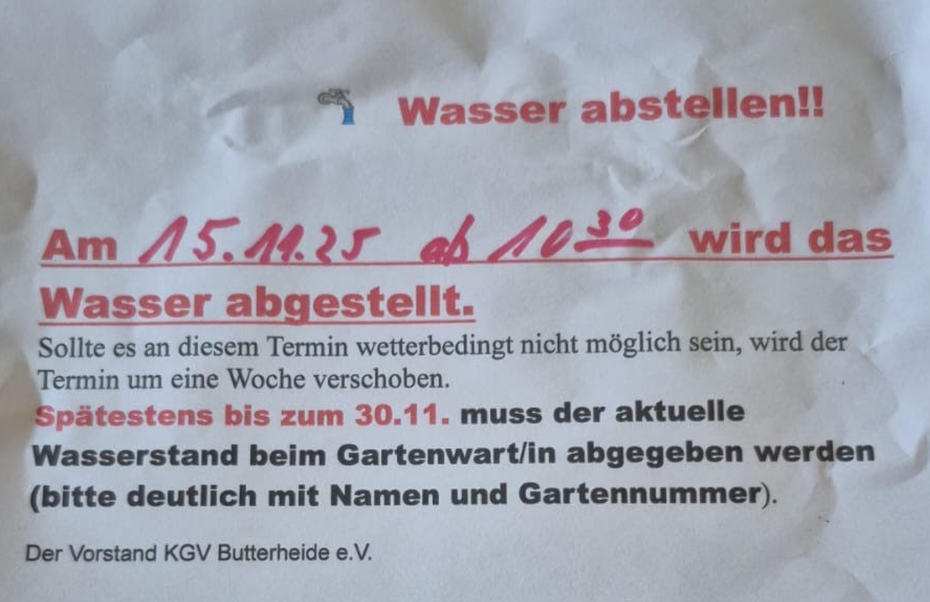 Wasser abstellen!!
Am 15.11.25 ab 10 30 wird das
Wasser abgestellt.
Sollte es an diesem Termin wetterbedingt nicht möglich sein, wird der
Termin um eine Woche verschoben.
Spätestens bis zum 30.11. muss der aktuelle
Wasserstand beim Gartenwart/in abgegeben werden
(bitte deutlich mit Namen und Gartennummer).
Der Vorstand KGV Butterheide e.V.